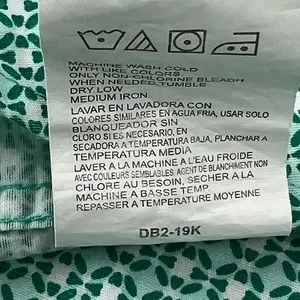 MACHINE WASH COLD
WITH LIKE COLORS.
ONLY NON-CHLORINE BLEACH
WHEN NEEDED. TUMBLE
DRY LOW
MEDIUM IRON
LAVAR EN LAVADORA CON
COLORES SIMILARES EN AGUA FRIA, USAR SOLO
BLANQUEADOR SIN
CLORO SI ES NECESARIO, EN
SECADORA A TEMPERATURA BAJA, PLANCHAR A
TEMPERATURA MEDIA
LAVER A LA MACHINE A L'EAU FROIDE
AVEC COULEURS SEMBLABLES, AGENT DE BLANCHIMENT SANS
CHLORE AU BESOIN, SECHER A LA
MACHINE A BASSE TEMP.
REPASSER A TEMPERATURE MOYENNE
DB2-19K